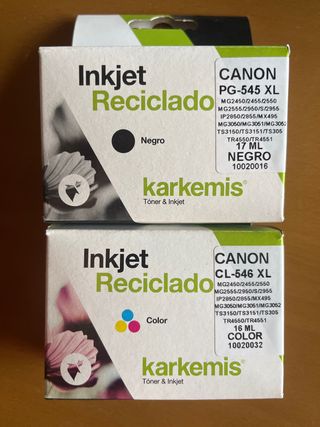 Inkjet
Reciclado
Negro
karkemis®
Tóner & Inkjet
CANON
PG-545 XL
MG2450/2455/2550
MG2555/2950/S/2955
IP2850/2855/MX495
MG3050/MG3051/MG3052
TS3150/TS3151/TS305
TR4550/TR4551
17 ML
NEGRO
10020016
Inkjet
Reciclado
Color
karkemis®
Tóner & Inkjet
CANON
CL-546 XL
MG2450/2455/2550
MG2555/2950/S/2955
IP2850/2855/MX495
MG3050/MG3051/MG3052
TS3150/TS3151/TS305
TR4550/TR4551
16 ML
COLOR
10020032